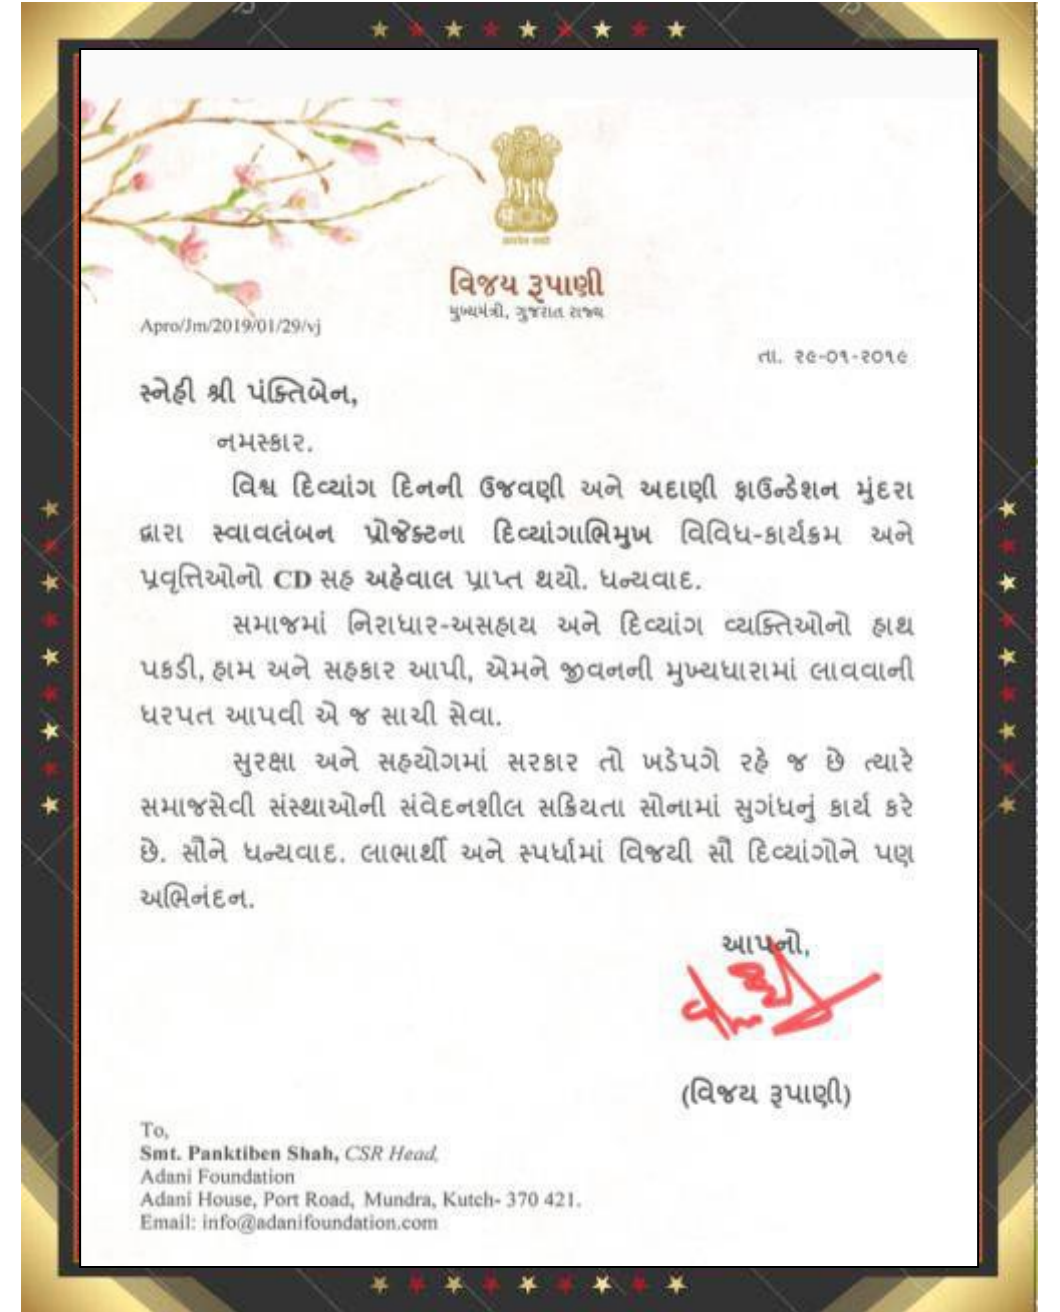 વિજય રૂપાણી
મુખ્યમંત્રી, ગુજરાત રાજ્ય
Apro/Jm/2019/01/29/vj
તા. ૨૯-૦૧-૨૦૧૯
સ્નેહી શ્રી પંક્તિબેન,
નમસ્કાર.
વિશ્વ દિવ્યાંગ દિનની ઉજવણી અને અદાણી ફાઉન્ડેશન મુંદરા
દ્વારા સ્વાવલંબન પ્રોજેક્ટના દિવ્યાંગાભિમુખ વિવિધ-કાર્યક્રમ અને
પ્રવૃત્તિઓનો CD સહ અહેવાલ પ્રાપ્ત થયો. ધન્યવાદ.
સમાજમાં નિરાધાર-અસહાય અને દિવ્યાંગ વ્યક્તિઓનો હાથ
પકડી, હામ અને સહકાર આપી, એમને જીવનની મુખ્યધારામાં લાવવાની
ધરપત આપવી એ જ સાચી સેવા.
સુરક્ષા અને સહયોગમાં સરકાર તો ખડેપગે રહે જ છે ત્યારે
સમાજસેવી સંસ્થાઓની સંવેદનશીલ સક્રિયતા સોનામાં સુગંધનું કાર્ય કરે
છે. સૌને ધન્યવાદ. લાભાર્થી અને સ્પર્ધામાં વિજયી સૌ દિવ્યાંગોને પણ
અભિનંદન.
આપનો,
(વિજય રૂપાણી)
To,
Smt. Panktiben Shah, CSR Head,
Adani Foundation
Adani House, Port Road, Mundra, Kutch- 370 421.
Email: info@adanifoundation.com